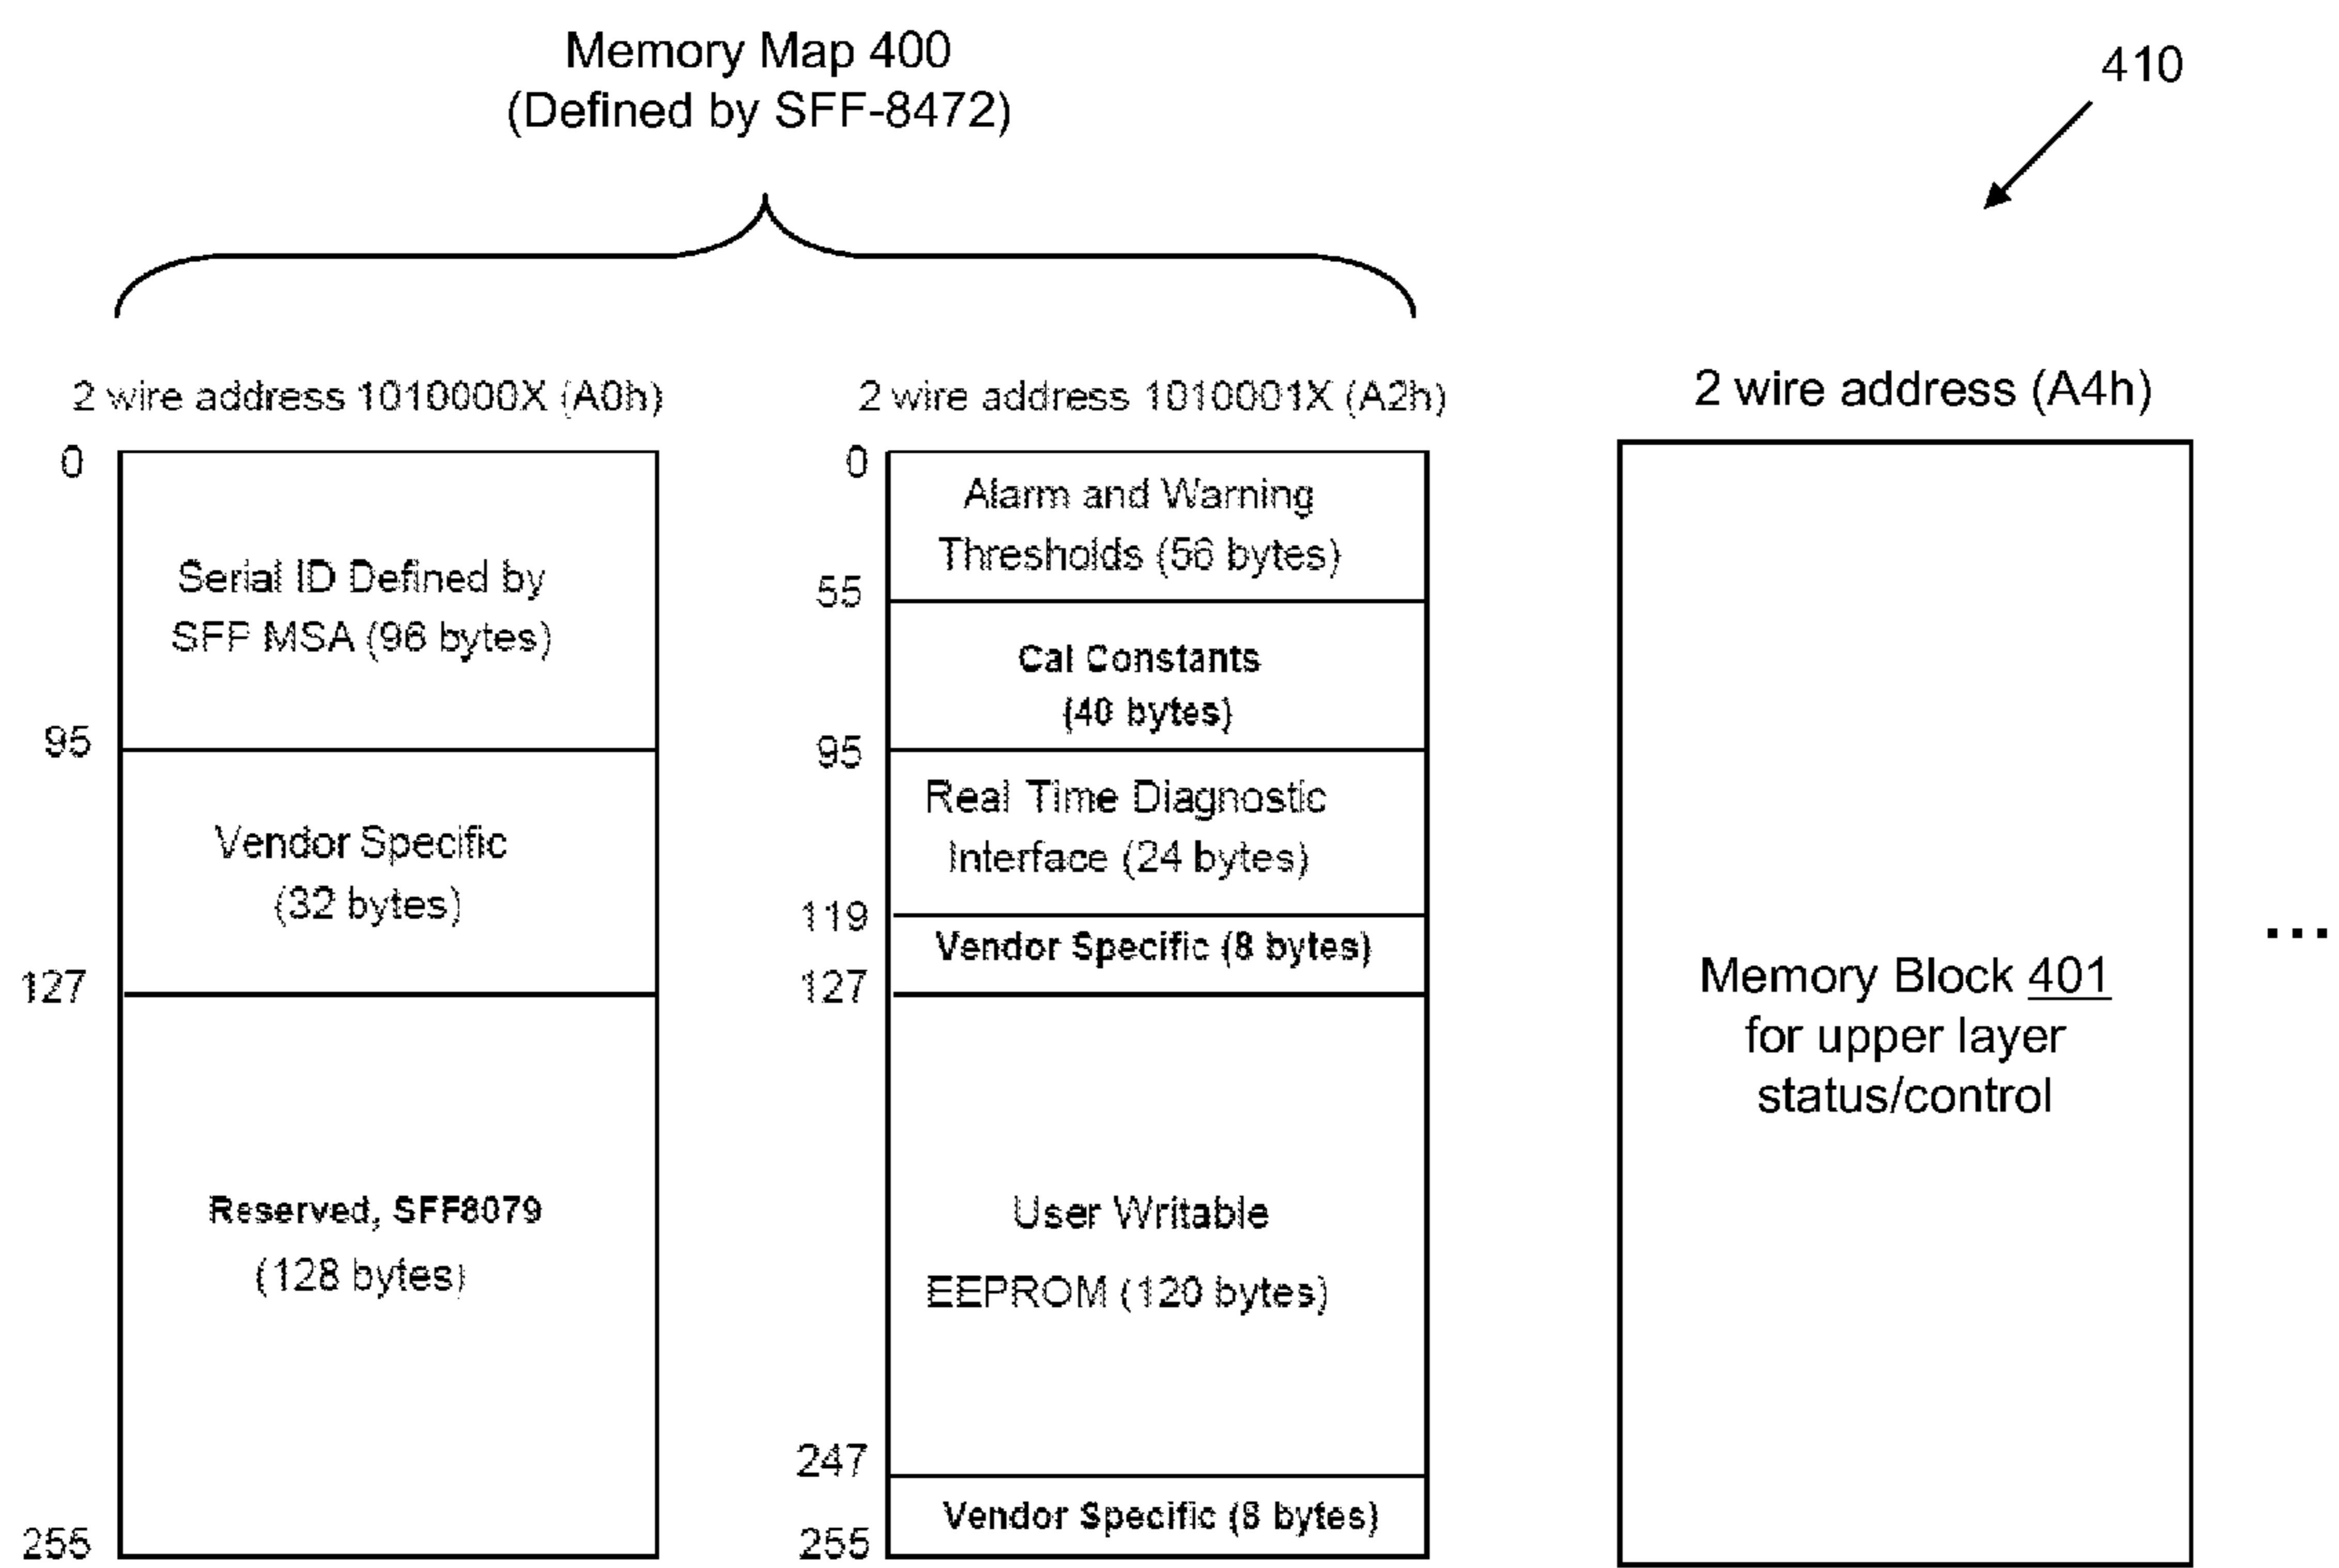 Memory Map 400
(Defined by SFF-8472)
410
2 wire address 1010000X (A0h)
0
Serial ID Defined by
SFP MSA (96 bytes)
95
Vendor Specific
(32 bytes)
127
Reserved, SFF8079
(128 bytes)
255
2 wire address 1010001X (A2h)
0
Alarm and Warning
Thresholds (56 bytes)
55
Cal Constants
(40 bytes)
95
Real Time Diagnostic
Interface (24 bytes)
119
Vendor Specific (8 bytes)
127
User Writable
EEPROM (120 bytes)
247
Vendor Specific (8 bytes)
255
2 wire address (A4h)
Memory Block 401
for upper layer
status/control
...